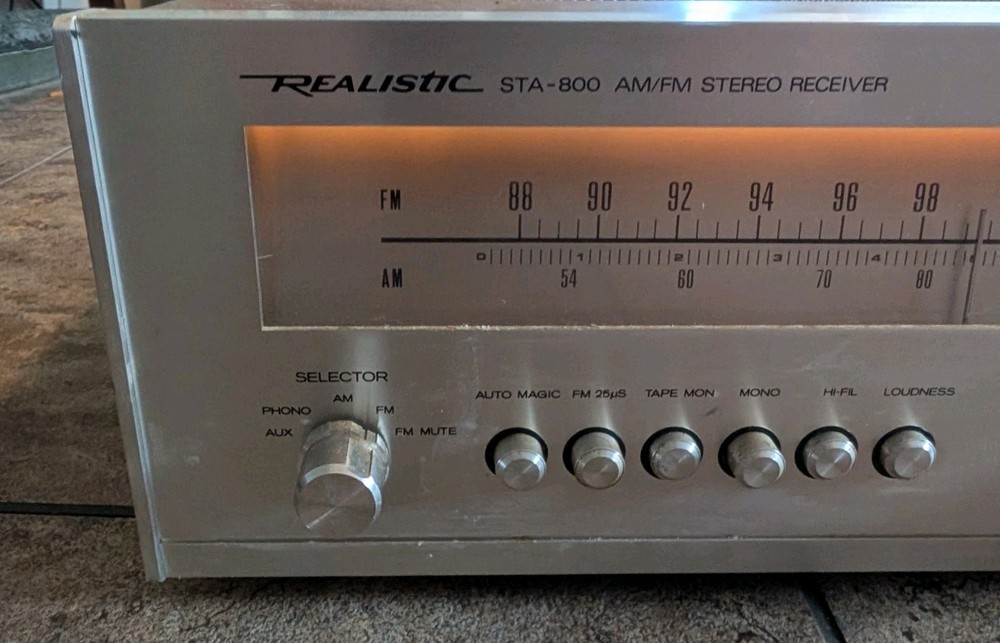 REALISTIC STA-800 AM/FM STEREO RECEIVER
FM 88 90 92 94 96 98
0 1 2 3 4
AM 54 60 70 80
SELECTOR
AM
PHONO FM
AUX FM MUTE
AUTO MAGIC FM 25µS TAPE MON MONO HI-FIL LOUDNESS